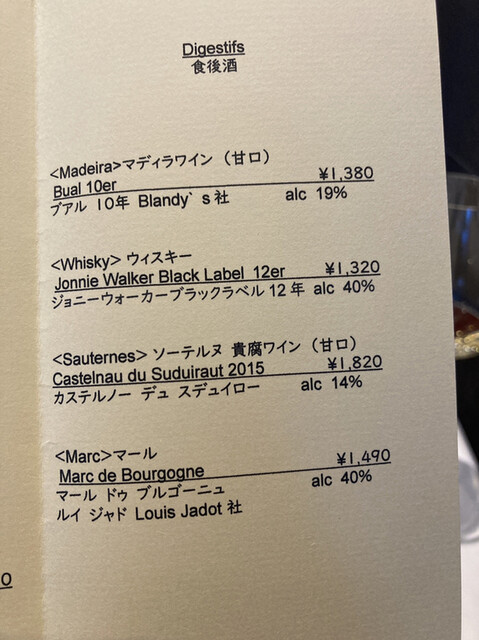 Digestifs
食後酒
<Madeira>マディラワイン（甘口）
Bual 10er ¥1,380
ブアル 10年 Blandy`s社 alc 19%
<Whisky> ウィスキー
Jonnie Walker Black Label 12er ¥1,320
ジョニーウォーカーブラックラベル12年 alc 40%
<Sauternes> ソーテルヌ 貴腐ワイン（甘口）
Castelnau du Suduiraut 2015 ¥1,820
カステルノー デュ スデュイロー alc 14%
<Marc>マール
Marc de Bourgogne ¥1,490
マール ドゥ ブルゴーニュ alc 40%
ルイ ジャド Louis Jadot 社
0